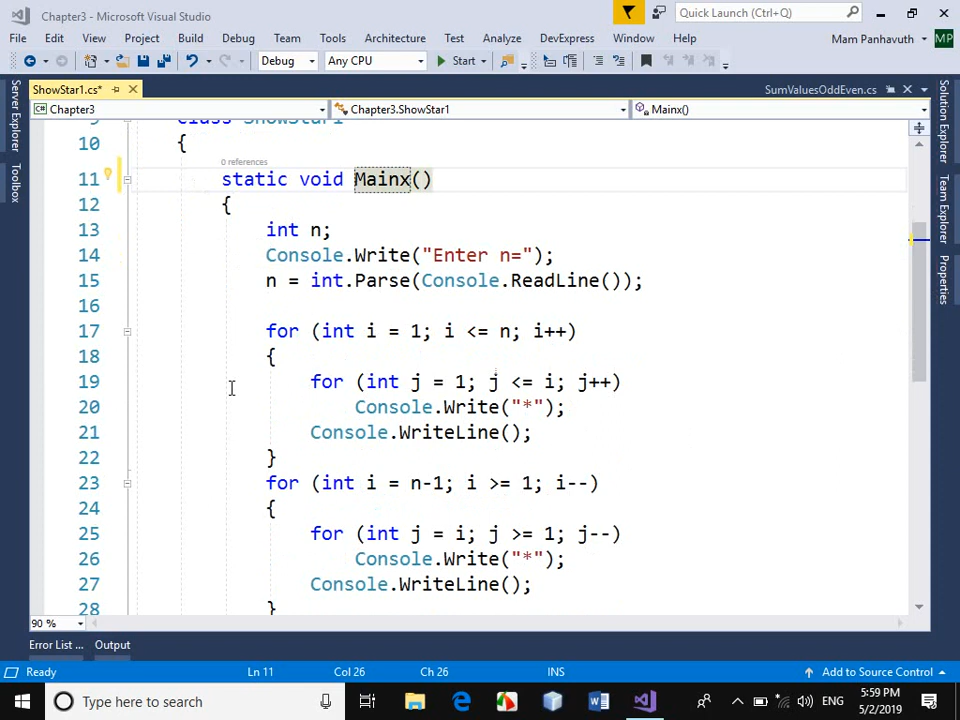 Chapter3 - Microsoft Visual Studio
Quick Launch (Ctrl+Q)
File Edit View Project Build Debug Team Tools Architecture Test Analyze DevExpress Window Help
Mam Panhavuth MP
Debug Any CPU Start
ShowStar1.cs*
SumValuesOddEven.cs
Chapter3 Chapter3.ShowStar1 Mainx()
Server Explorer
Toolbox
Solution Explorer
Team Explorer
Properties
9 class ShowStar1
10 {
0 references
11 static void Mainx()
12 {
13 int n;
14 Console.Write("Enter n=");
15 n = int.Parse(Console.ReadLine());
16
17 for (int i = 1; i <= n; i++)
18 {
19 for (int j = 1; j <= i; j++)
20 Console.Write("*");
21 Console.WriteLine();
22 }
23 for (int i = n-1; i >= 1; i--)
24 {
25 for (int j = i; j >= 1; j--)
26 Console.Write("*");
27 Console.WriteLine();
28 }
90 %
Error List ... Output
Ready Ln 11 Col 26 Ch 26 INS Add to Source Control
Type here to search
ENG
5:59 PM
5/2/2019